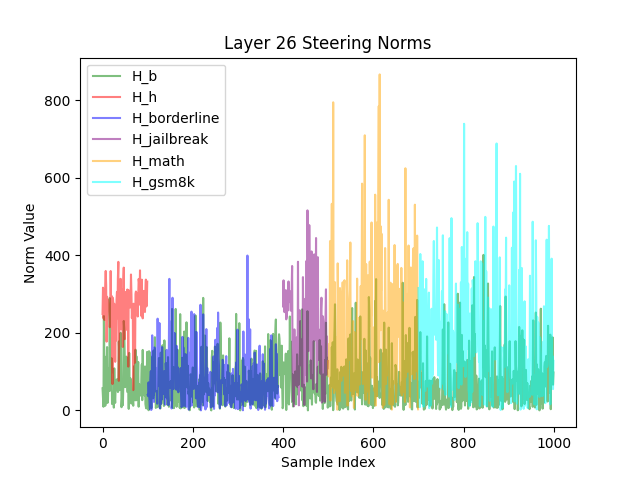 Layer 26 Steering Norms
H_b
H_h
H_borderline
H_jailbreak
H_math
H_gsm8k
Norm Value
800
600
400
200
0
0 200 400 600 800 1000
Sample Index